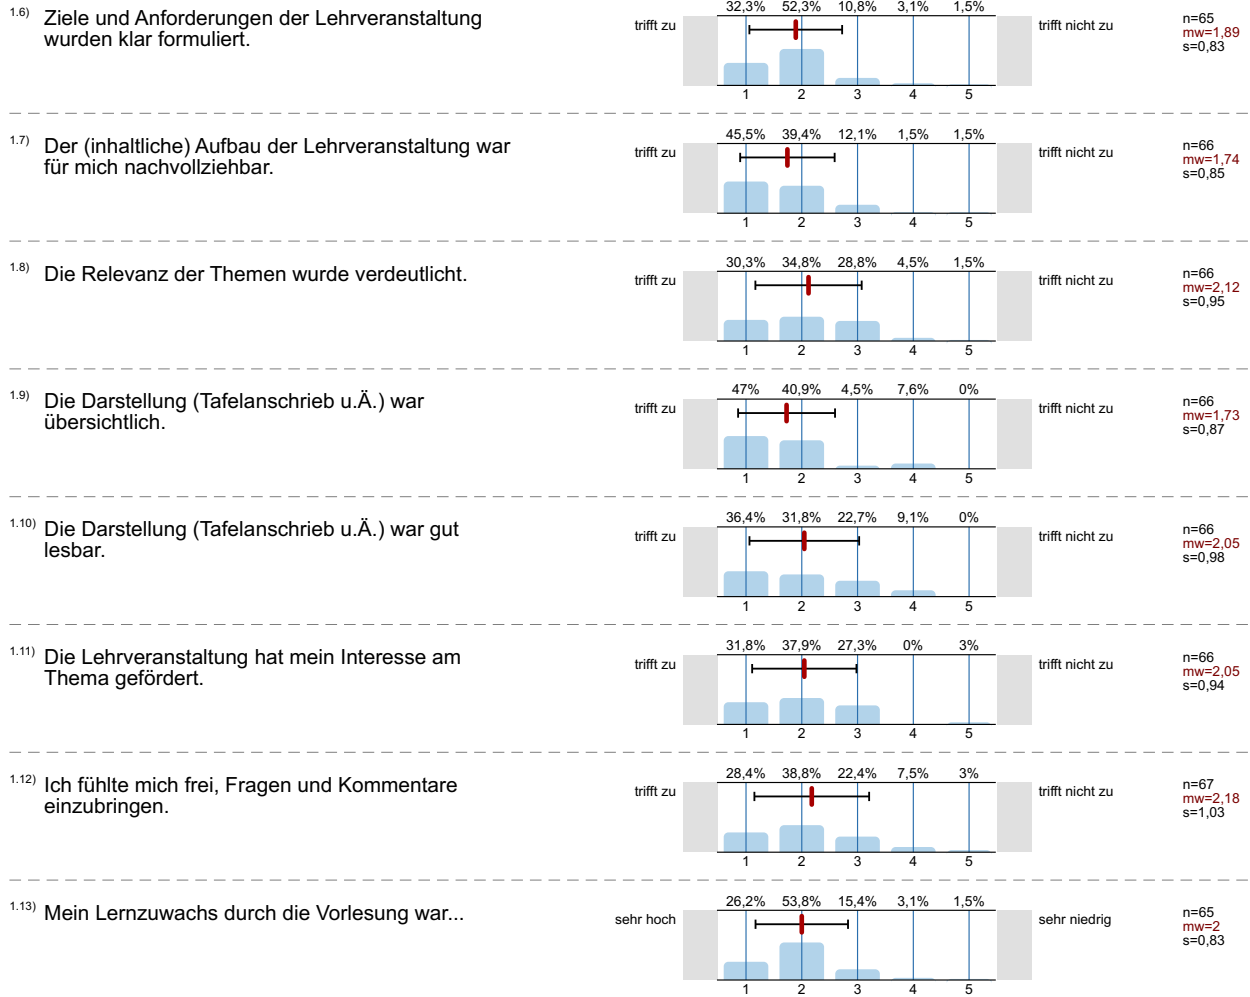 1.6) Ziele und Anforderungen der Lehrveranstaltung
wurden klar formuliert.
trifft zu
32,3% 52,3% 10,8% 3,1% 1,5%
1 2 3 4 5
trifft nicht zu
n=65
mw=1,89
s=0,83
1.7) Der (inhaltliche) Aufbau der Lehrveranstaltung war
für mich nachvollziehbar.
trifft zu
45,5% 39,4% 12,1% 1,5% 1,5%
1 2 3 4 5
trifft nicht zu
n=66
mw=1,74
s=0,85
1.8) Die Relevanz der Themen wurde verdeutlicht.
trifft zu
30,3% 34,8% 28,8% 4,5% 1,5%
1 2 3 4 5
trifft nicht zu
n=66
mw=2,12
s=0,95
1.9) Die Darstellung (Tafelanschrieb u.Ä.) war
übersichtlich.
trifft zu
47% 40,9% 4,5% 7,6% 0%
1 2 3 4 5
trifft nicht zu
n=66
mw=1,73
s=0,87
1.10) Die Darstellung (Tafelanschrieb u.Ä.) war gut
lesbar.
trifft zu
36,4% 31,8% 22,7% 9,1% 0%
1 2 3 4 5
trifft nicht zu
n=66
mw=2,05
s=0,98
1.11) Die Lehrveranstaltung hat mein Interesse am
Thema gefördert.
trifft zu
31,8% 37,9% 27,3% 0% 3%
1 2 3 4 5
trifft nicht zu
n=66
mw=2,05
s=0,94
1.12) Ich fühlte mich frei, Fragen und Kommentare
einzubringen.
trifft zu
28,4% 38,8% 22,4% 7,5% 3%
1 2 3 4 5
trifft nicht zu
n=67
mw=2,18
s=1,03
1.13) Mein Lernzuwachs durch die Vorlesung war...
sehr hoch
26,2% 53,8% 15,4% 3,1% 1,5%
1 2 3 4 5
sehr niedrig
n=65
mw=2
s=0,83